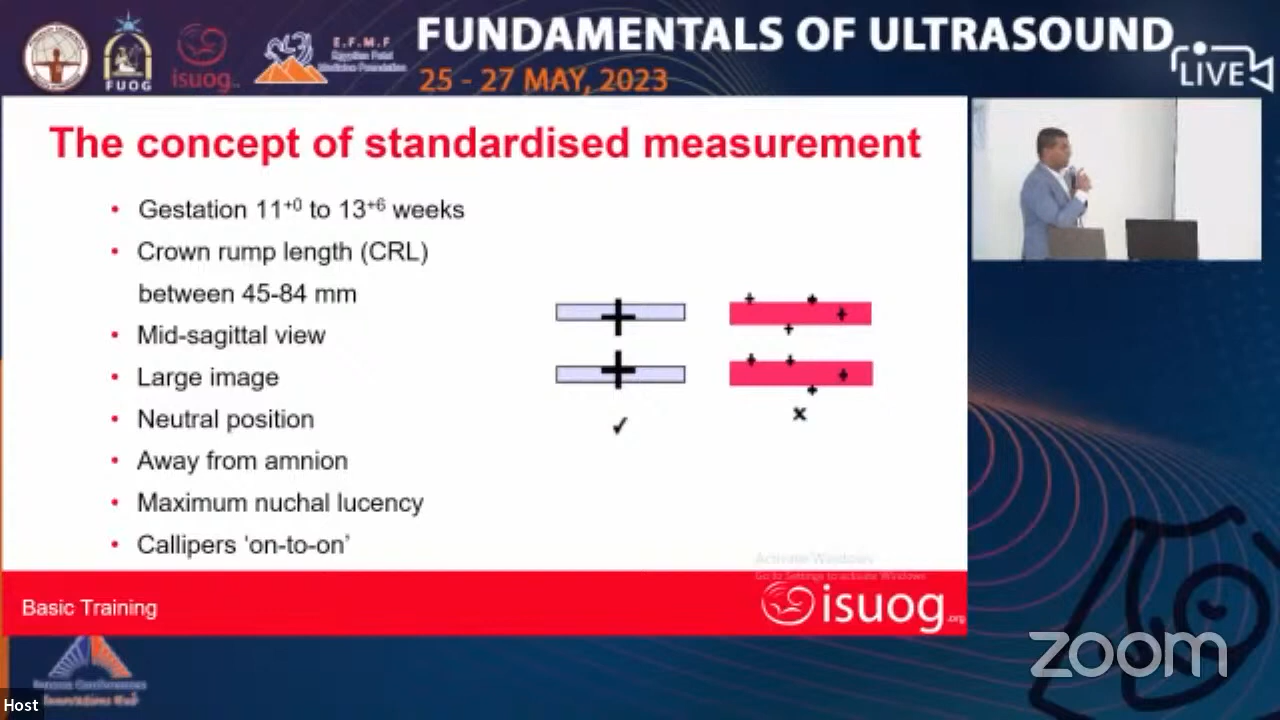 FUNDAMENTALS OF ULTRASOUND
25 - 27 MAY, 2023
LIVE
FUOG
isuog
E.F.M.F
Egyptian Fetal
Medicine Foundation
The concept of standardised measurement
• Gestation 11+0 to 13+6 weeks
• Crown rump length (CRL)
between 45-84 mm
• Mid-sagittal view
• Large image
• Neutral position
• Away from amnion
• Maximum nuchal lucency
• Callipers ‘on-to-on’
Activate Windows
Go to Settings to activate Windows
Basic Training
isuog.org
zoom
Host